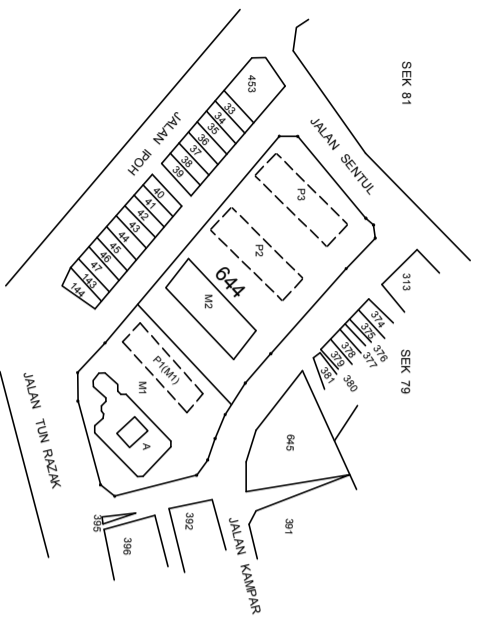 SEK 81
453
33
34
35
36
37
38
39
JALAN IPOH
40
41
42
43
44
45
46
47
143
144
JALAN SENTUL
P3
P2
644
M2
P1(M1)
M1
A
313
374
375
376
377
378
379
380
381
SEK 79
645
391
392
395
396
JALAN KAMPAR
JALAN TUN RAZAK